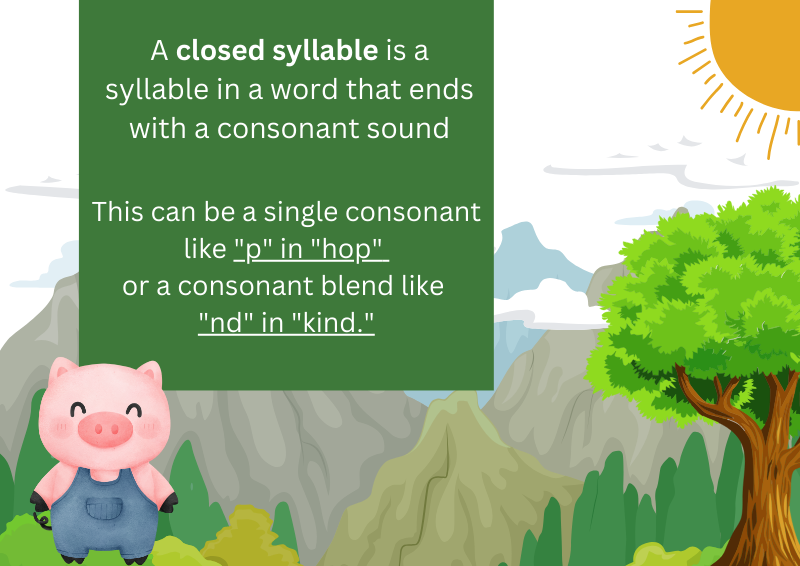 A closed syllable is a
syllable in a word that ends
with a consonant sound
This can be a single consonant
like "p" in "hop"
or a consonant blend like
"nd" in "kind."